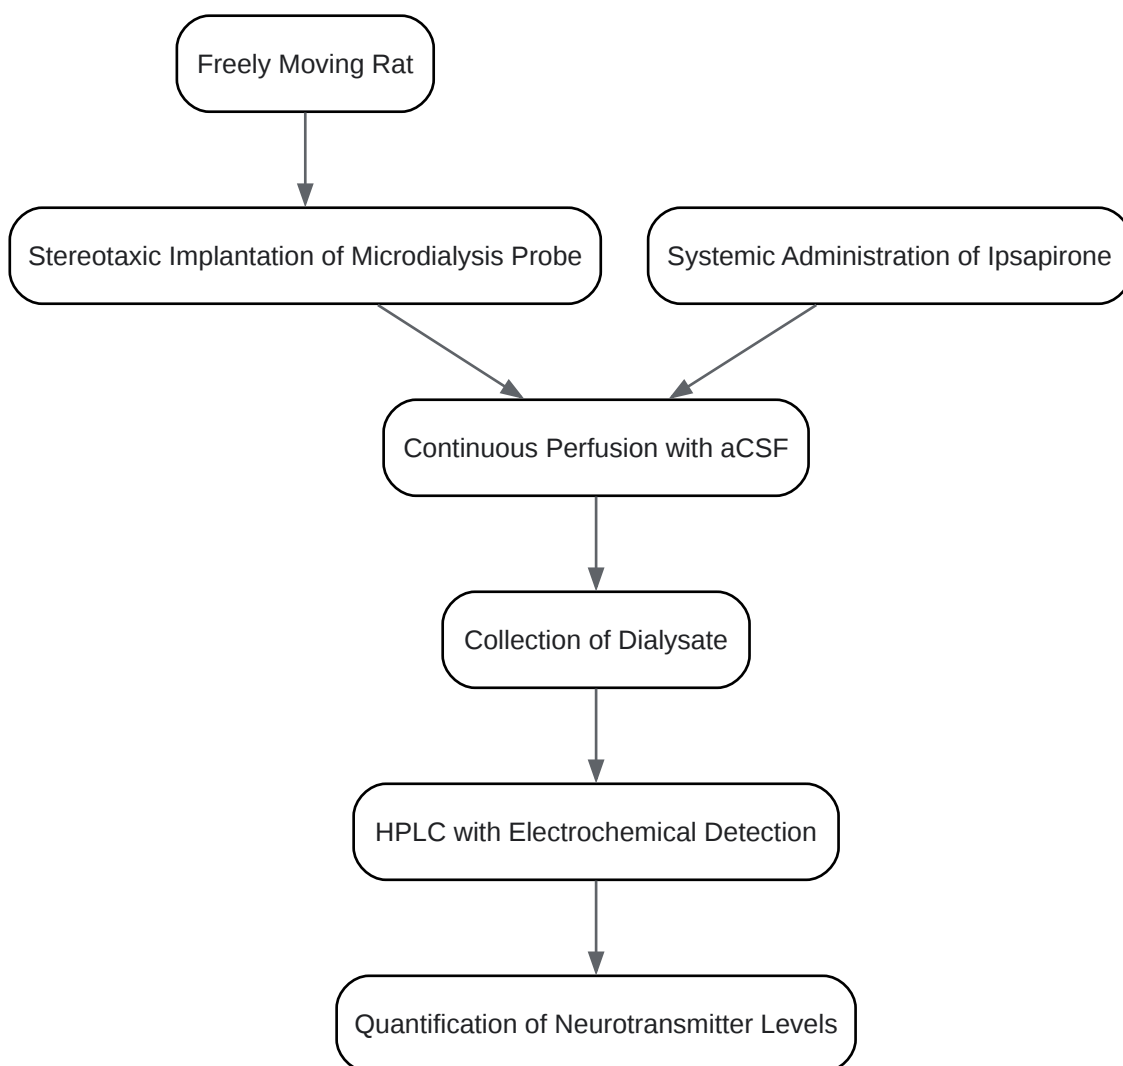 Freely Moving Rat
Stereotaxic Implantation of Microdialysis Probe
Systemic Administration of Ipsapirone
Continuous Perfusion with aCSF
Collection of Dialysate
HPLC with Electrochemical Detection
Quantification of Neurotransmitter Levels